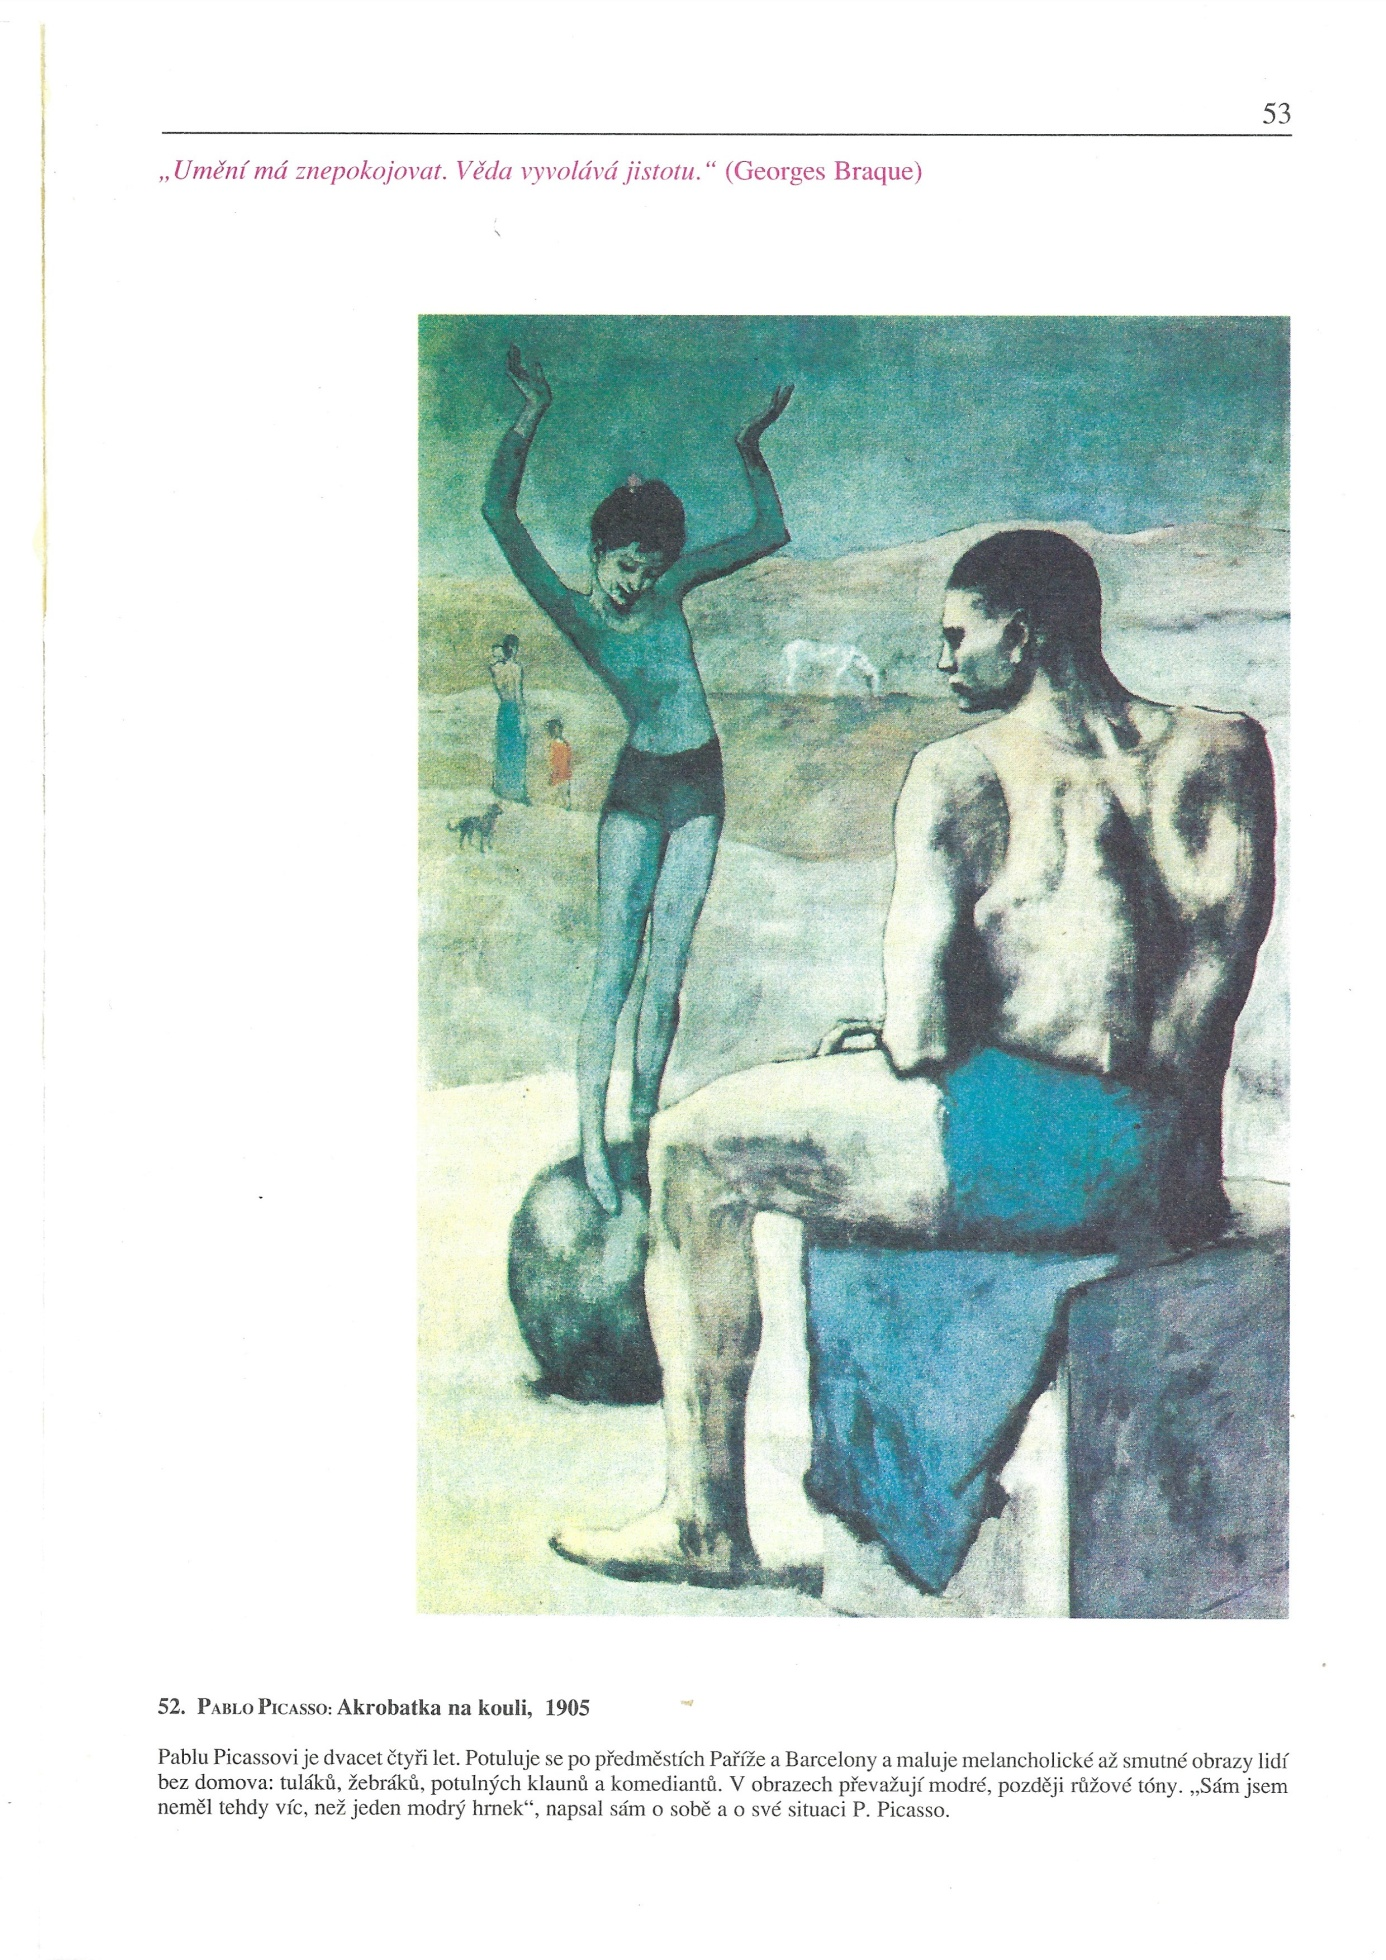 53
„Umění má znepokojovat. Věda vyvolává jistotu.“ (Georges Braque)
52. PABLO PICASSO: Akrobatka na kouli, 1905
Pablu Picassovi je dvacet čtyři let. Potuluje se po předměstích Paříže a Barcelony a maluje melancholické až smutné obrazy lidí
bez domova: tuláků, žebráků, potulných klaunů a komediantů. V obrazech převažují modré, později růžové tóny. „Sám jsem
neměl tehdy víc, než jeden modrý hrnek“, napsal sám o sobě a o své situaci P. Picasso.